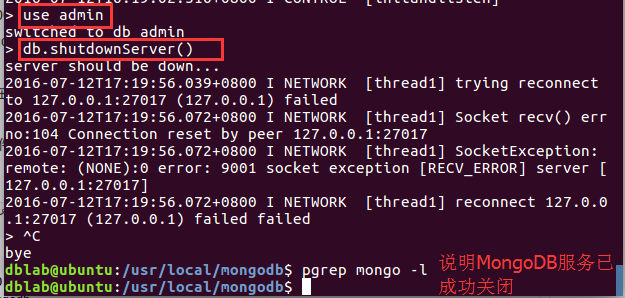 > use admin
switched to db admin
> db.shutdownServer()
server should be down...
2016-07-12T17:19:56.039+0800 I NETWORK  [thread1] trying reconnect
to 127.0.0.1:27017 (127.0.0.1) failed
2016-07-12T17:19:56.072+0800 I NETWORK  [thread1] Socket recv() err
no:104 Connection reset by peer 127.0.0.1:27017
2016-07-12T17:19:56.072+0800 I NETWORK  [thread1] SocketException:
remote: (NONE):0 error: 9001 socket exception [RECV_ERROR] server [
127.0.0.1:27017]
2016-07-12T17:19:56.072+0800 I NETWORK  [thread1] reconnect 127.0.0
.1:27017 (127.0.0.1) failed failed
> ^C
bye
dblab@ubuntu:/usr/local/mongodb$ pgrep mongo -l
dblab@ubuntu:/usr/local/mongodb$
说明MongoDB服务已
成功关闭